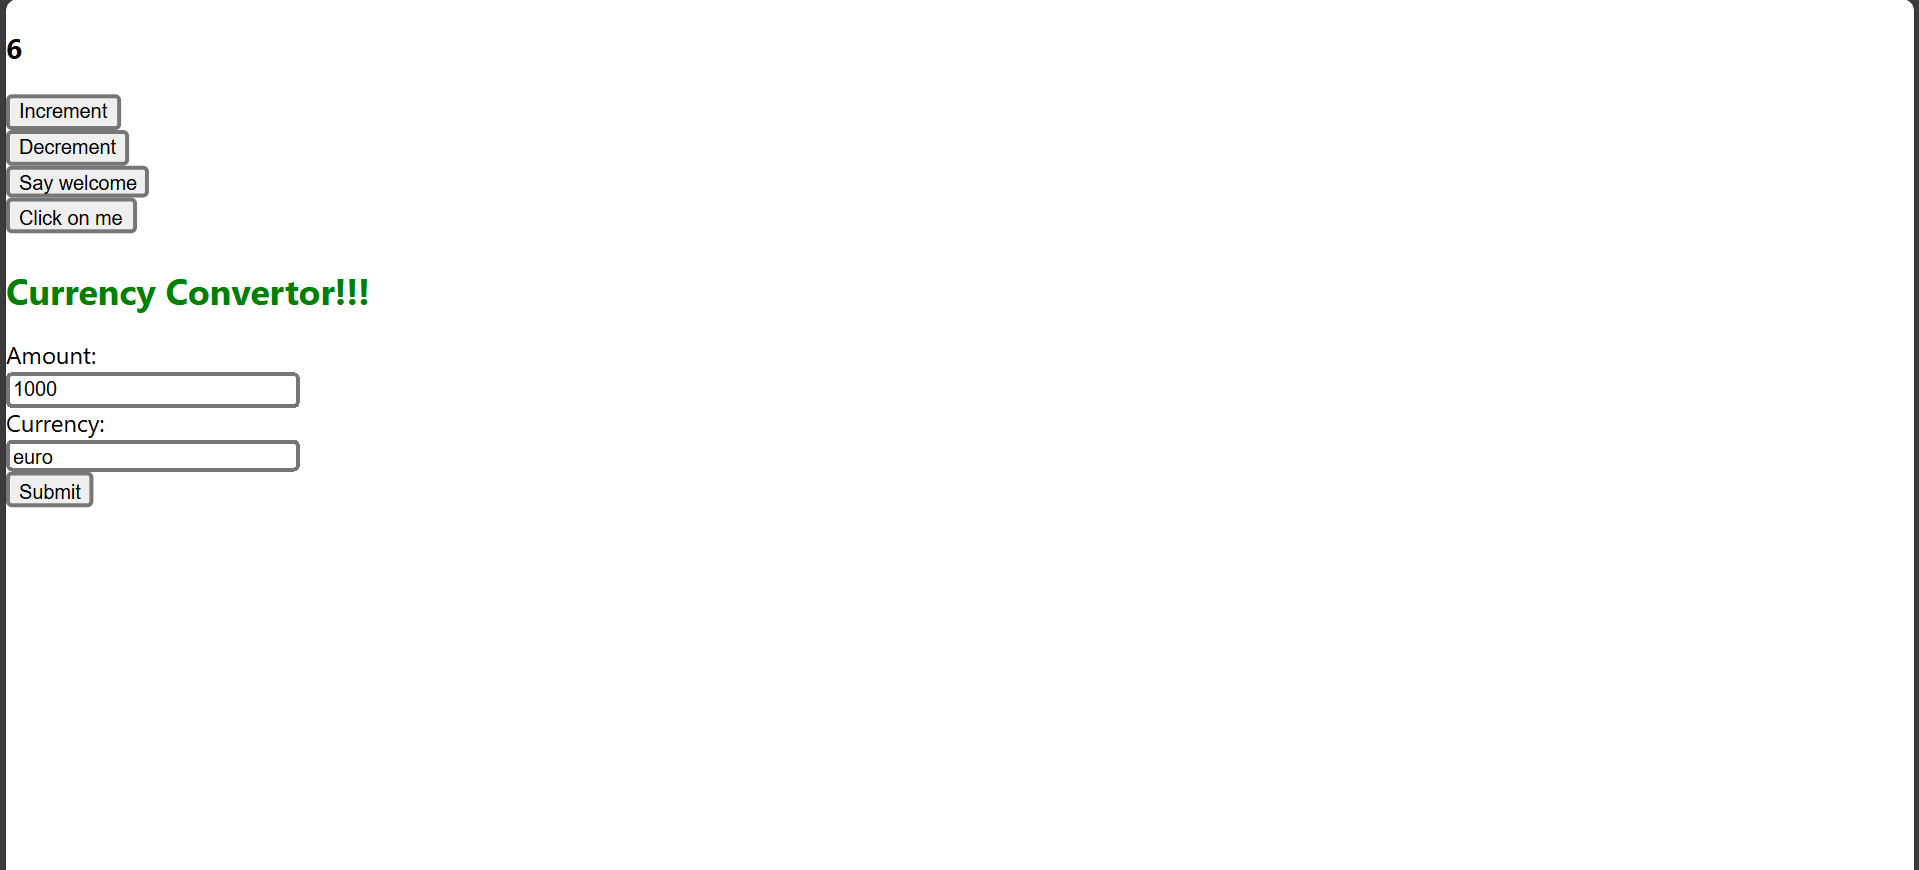 6
Increment
Decrement
Say welcome
Click on me
Currency Convertor!!!
Amount:
1000
Currency:
euro
Submit